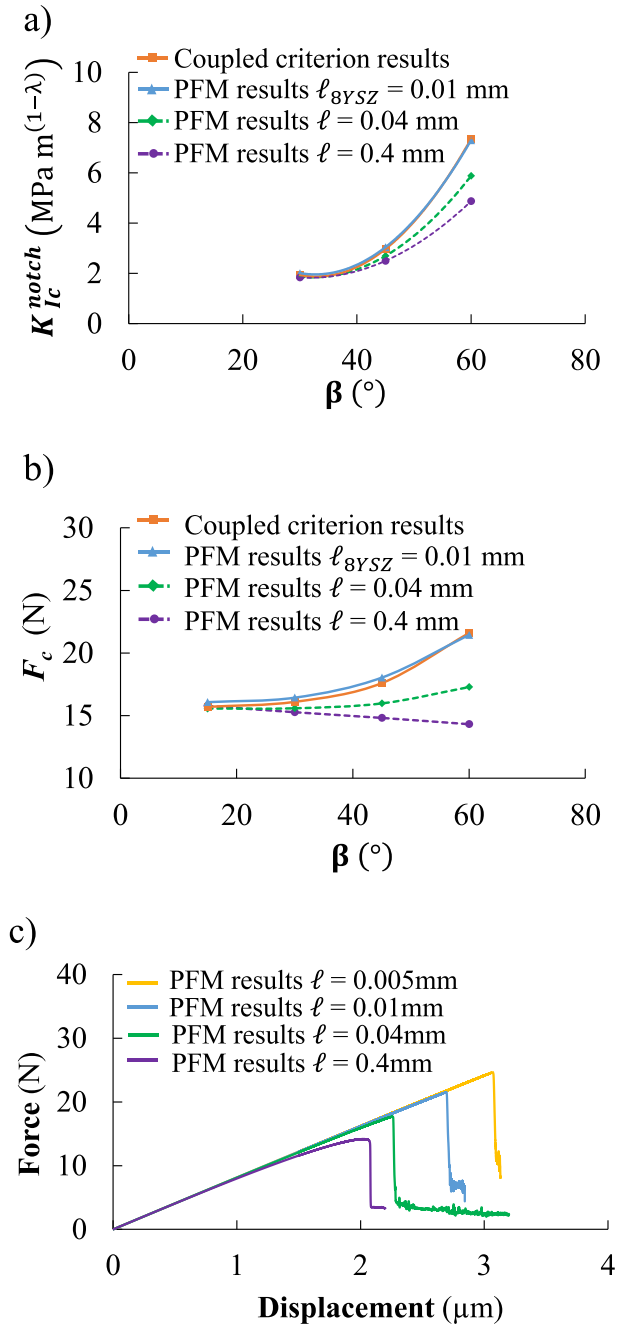 a)
Coupled criterion results
PFM results ℓ8YSZ = 0.01 mm
PFM results ℓ = 0.04 mm
PFM results ℓ = 0.4 mm
K_Ic^notch (MPa m^(1−λ))
10
8
6
4
2
0
0 20 40 60 80
β (°)
b)
Coupled criterion results
PFM results ℓ8YSZ = 0.01 mm
PFM results ℓ = 0.04 mm
PFM results ℓ = 0.4 mm
F_c (N)
30
25
20
15
10
0 20 40 60 80
β (°)
c)
PFM results ℓ = 0.005mm
PFM results ℓ = 0.01mm
PFM results ℓ = 0.04mm
PFM results ℓ = 0.4mm
Force (N)
40
30
20
10
0
0 1 2 3 4
Displacement (µm)